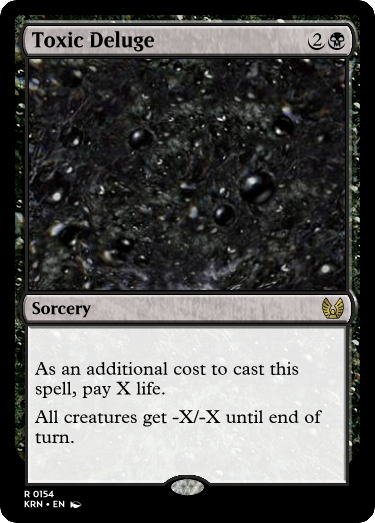 Toxic Deluge 2
Sorcery
As an additional cost to cast this
spell, pay X life.
All creatures get -X/-X until end of
turn.
R 0154
KRN • EN